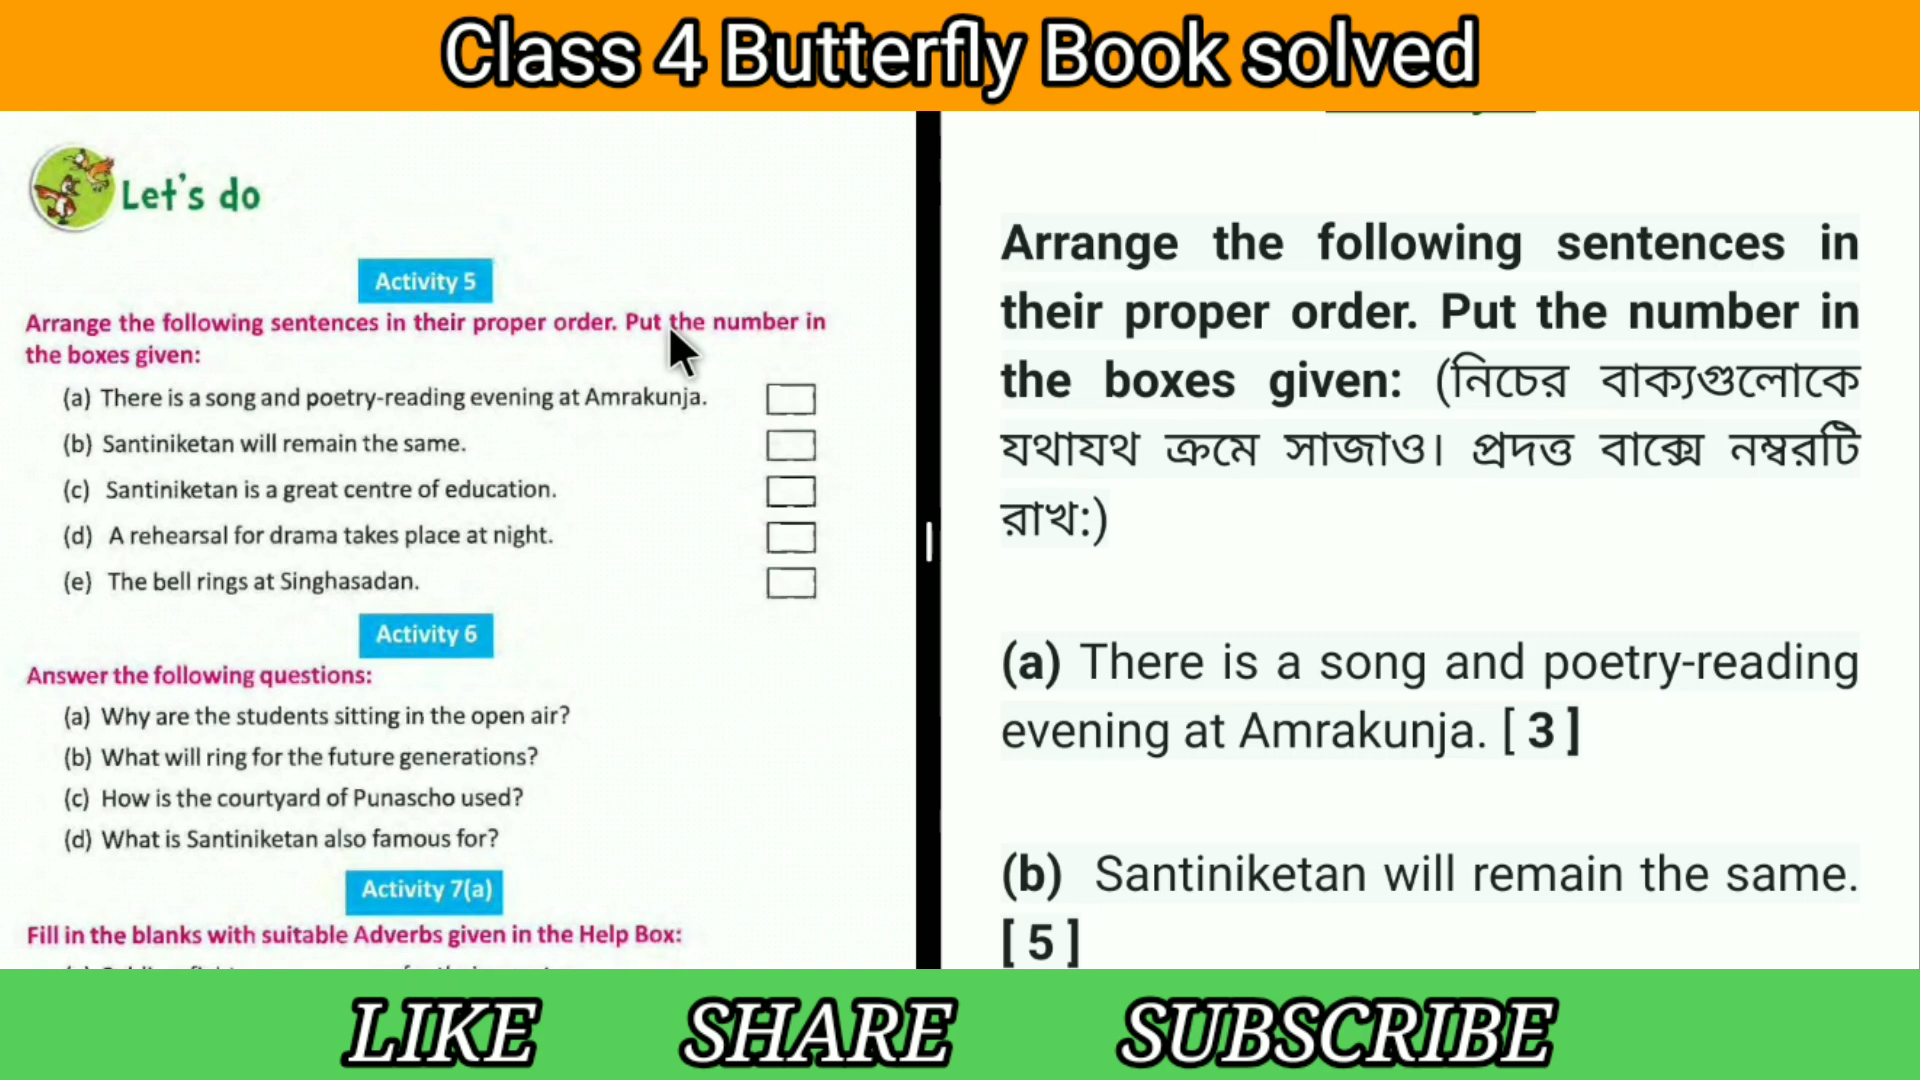 Class 4 Butterfly Book solved
Let's do
Activity 5
Arrange the following sentences in their proper order. Put the number in
the boxes given:
(a) There is a song and poetry-reading evening at Amrakunja.
(b) Santiniketan will remain the same.
(c) Santiniketan is a great centre of education.
(d) A rehearsal for drama takes place at night.
(e) The bell rings at Singhasadan.
Activity 6
Answer the following questions:
(a) Why are the students sitting in the open air?
(b) What will ring for the future generations?
(c) How is the courtyard of Punascho used?
(d) What is Santiniketan also famous for?
Activity 7(a)
Fill in the blanks with suitable Adverbs given in the Help Box:
Arrange the following sentences in
their proper order. Put the number in
the boxes given: (নিচের বাক্যগুলোকে
যথাযথ ক্রমে সাজাও। প্রদত্ত বাক্সে নম্বরটি
রাখ:)
(a) There is a song and poetry-reading
evening at Amrakunja. [ 3 ]
(b) Santiniketan will remain the same.
[ 5 ]
LIKE SHARE SUBSCRIBE